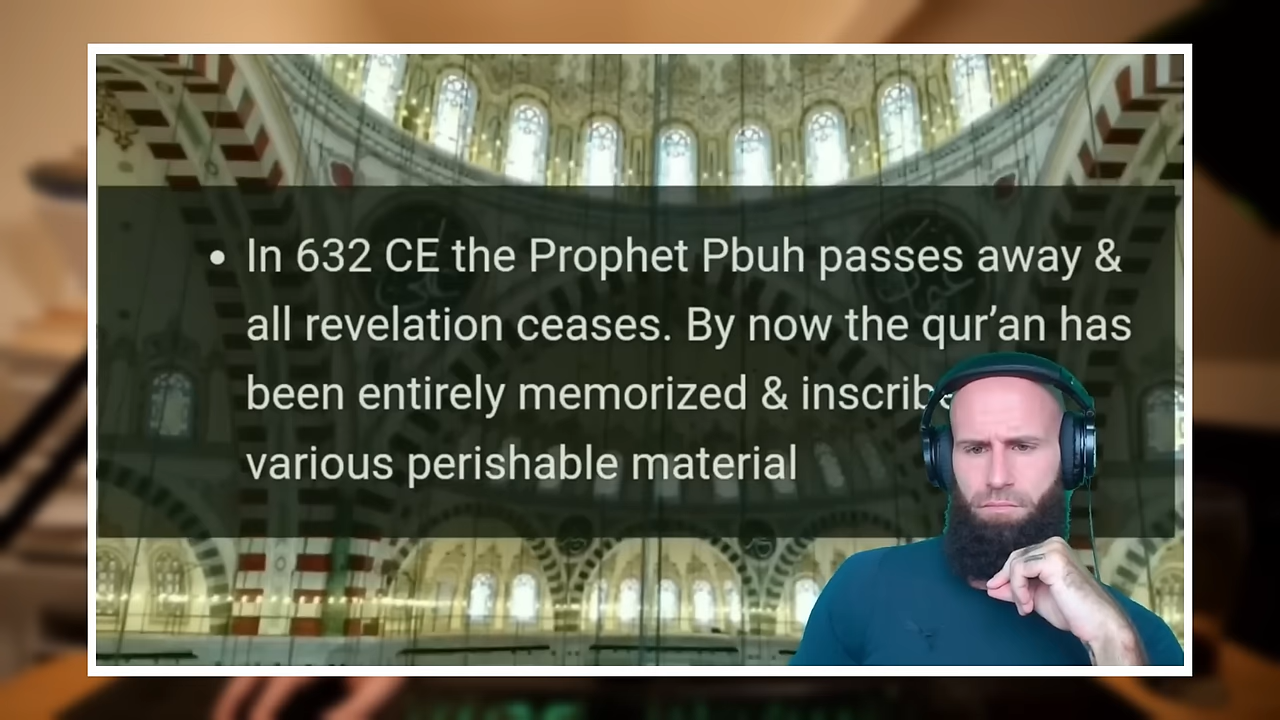 • In 632 CE the Prophet Pbuh passes away &
all revelation ceases. By now the qur’an has
been entirely memorized &
various perishable material